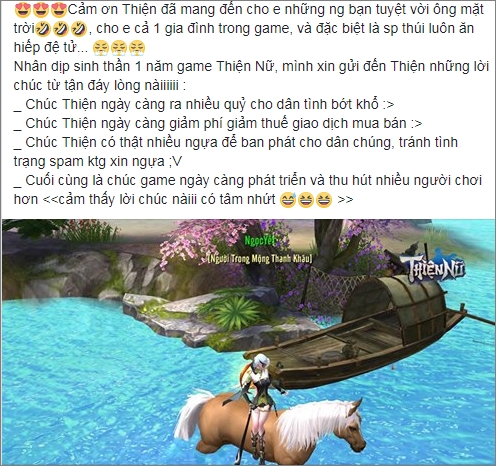 😍😍😍Cảm ơn Thiện đã mang đến cho e những ng bạn tuyệt vời ông mặt
trời🤣🤣🤣, cho e cả 1 gia đình trong game, và đặc biệt là sp thúi luôn ăn
hiếp đệ tử... 😤😤😤
Nhân dịp sinh thần 1 năm game Thiện Nữ, mình xin gửi đến Thiện những lời
chúc từ tận đáy lòng nàiiiiii :
_ Chúc Thiện ngày càng ra nhiều quỷ cho dân tình bớt khổ :>
_ Chúc Thiện ngày càng giảm phí giảm thuế giao dịch mua bán :>
_ Chúc Thiện có thật nhiều ngựa để ban phát cho dân chúng, tránh tình
trạng spam ktg xin ngựa ;V
_ Cuối cùng là chúc game ngày càng phát triển và thu hút nhiều người chơi
hơn <<cảm thấy lời chúc nàiii có tâm nhứt 😅😆😆 >>
NgọcYết
[Người Trong Mộng Thanh Khâu]
THIỆN NỮ